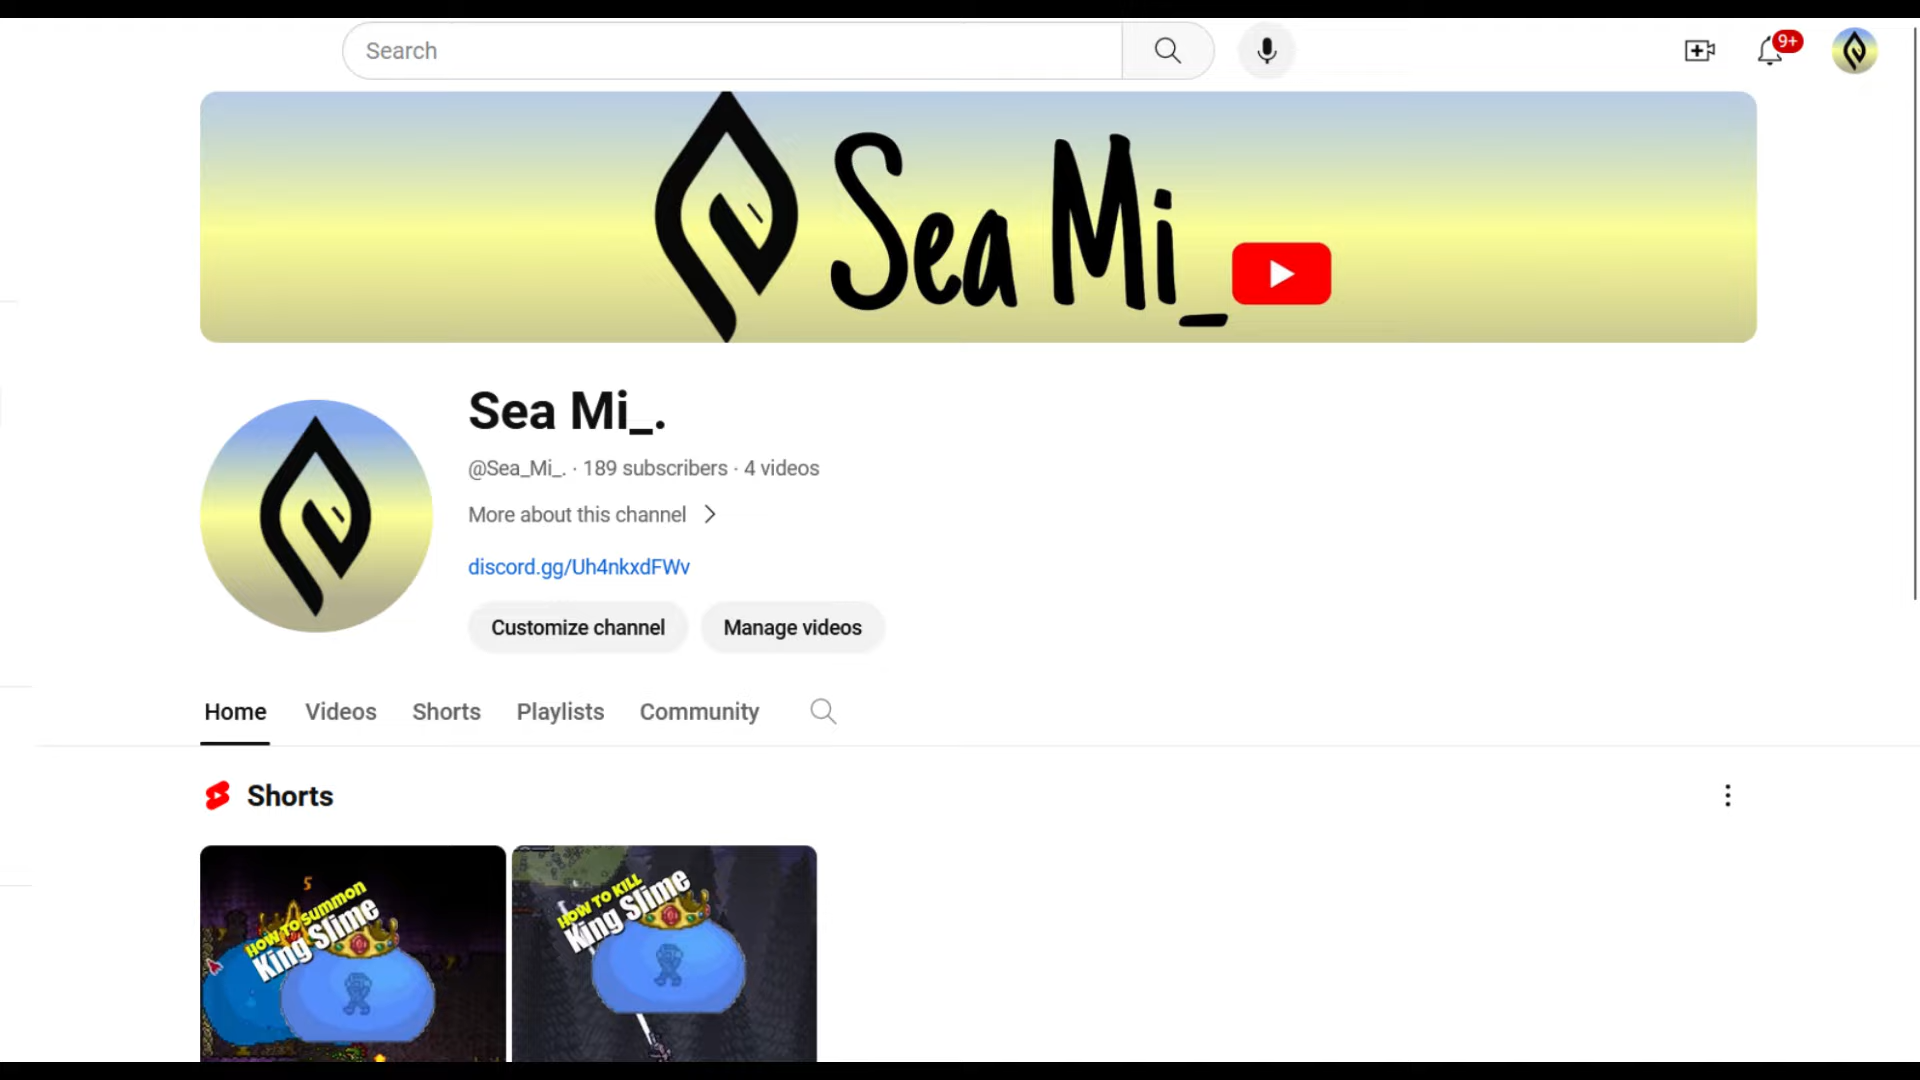 Search
9+
Sea Mi_
Sea Mi_.
@Sea_Mi_. · 189 subscribers · 4 videos
More about this channel
discord.gg/Uh4nkxdFWv
Customize channel
Manage videos
Home
Videos
Shorts
Playlists
Community
Shorts
5
HOW TO SUMMON
King Slime
HOW TO KILL
King Slime